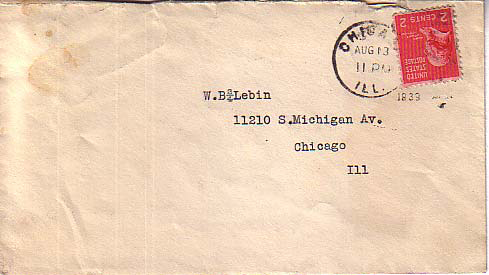 CHICAGO
AUG 13
11 PM
ILL.
1939
UNITED
STATES
POSTAGE
2 CENTS 2
W.B. Lebin
11210 S.Michigan Av.
Chicago
Ill